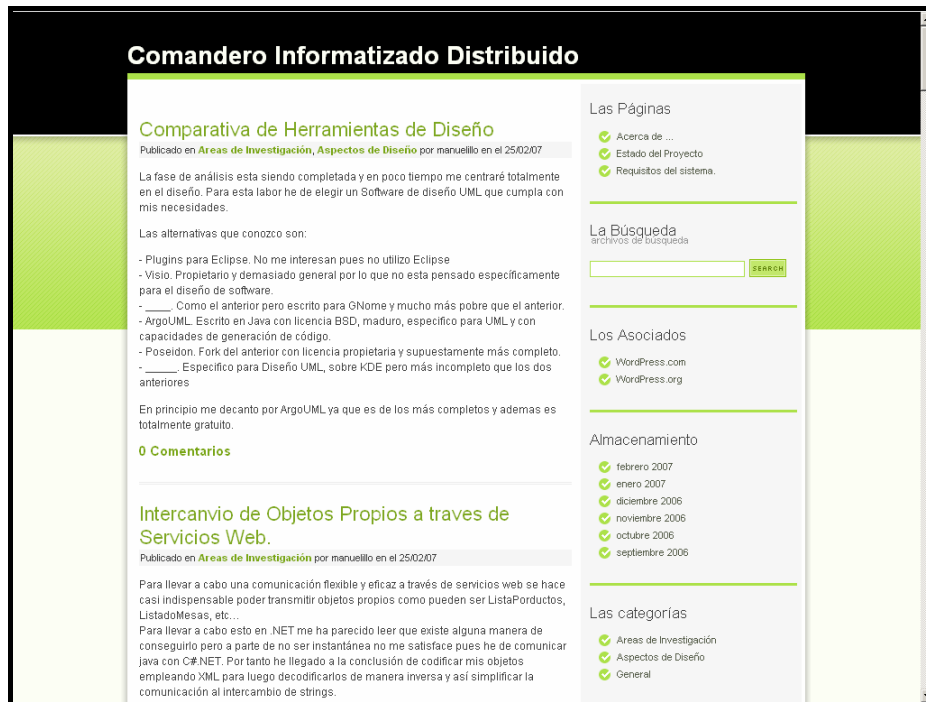 Comandero Informatizado Distribuido
Comparativa de Herramientas de Diseño
Publicado en Areas de Investigación, Aspectos de Diseño por manuelillo en el 25/02/07
La fase de análisis esta siendo completada y en poco tiempo me centraré totalmente
en el diseño. Para esta labor he de elegir un Software de diseño UML que cumpla con
mis necesidades.
Las alternativas que conozco son:
- Plugins para Eclipse. No me interesan pues no utilizo Eclipse
- Visio. Propietario y demasiado general por lo que no esta pensado específicamente
para el diseño de software.
- ____. Como el anterior pero escrito para GNome y mucho más pobre que el anterior.
- ArgoUML. Escrito en Java con licencia BSD, maduro, especifico para UML y con
capacidades de generación de código.
- Poseidon. Fork del anterior con licencia propietaria y supuestamente más completo.
- _____. Especifico para Diseño UML, sobre KDE pero más incompleto que los dos
anteriores
En principio me decanto por ArgoUML ya que es de los más completos y ademas es
totalmente gratuito.
0 Comentarios
Intercanvio de Objetos Propios a traves de
Servicios Web.
Publicado en Areas de Investigación por manuelillo en el 25/02/07
Para llevar a cabo una comunicación flexible y eficaz a través de servicios web se hace
casi indispensable poder transmitir objetos propios como pueden ser ListaPorductos,
ListadoMesas, etc...
Para llevar a cabo esto en .NET me ha parecido leer que existe alguna manera de
conseguirlo pero a parte de no ser instantánea no me satisface pues he de comunicar
java con C#.NET. Por tanto he llegado a la conclusión de codificar mis objetos
empleando XML para luego decodificarlos de manera inversa y así simplificar la
comunicación al intercambio de strings.
Las Páginas
Acerca de ...
Estado del Proyecto
Requisitos del sistema.
La Búsqueda
archivos de búsqueda
SEARCH
Los Asociados
WordPress.com
WordPress.org
Almacenamiento
febrero 2007
enero 2007
diciembre 2006
noviembre 2006
octubre 2006
septiembre 2006
Las categorías
Areas de Investigación
Aspectos de Diseño
General